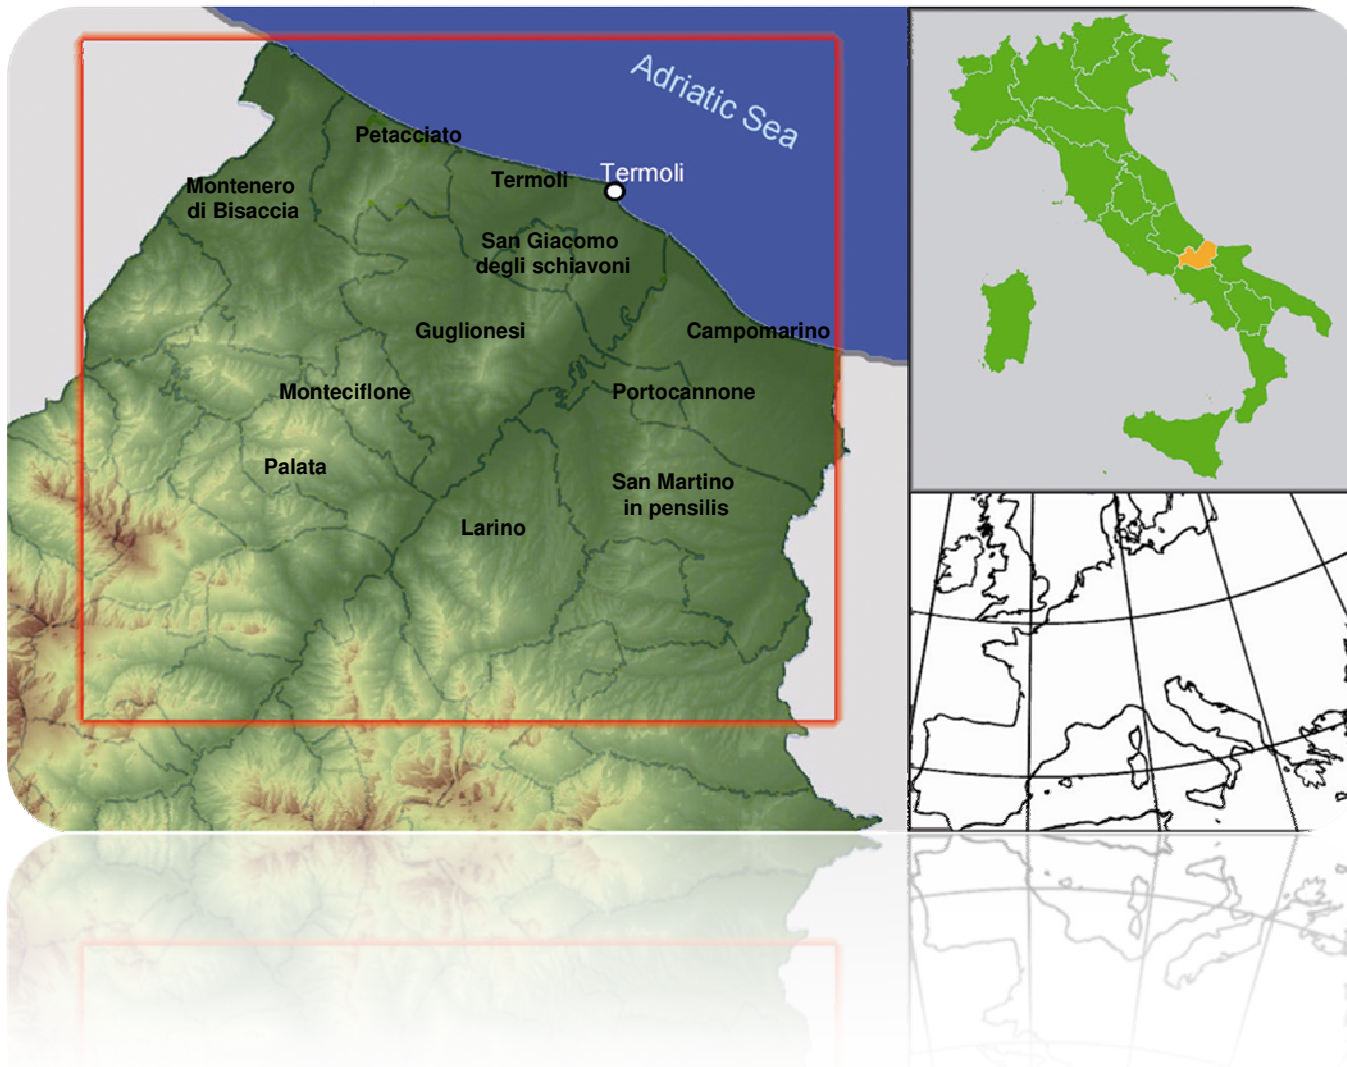 Adriatic Sea
Petacciato
Termoli
Termoli
Montenero
di Bisaccia
San Giacomo
degli schiavoni
Guglionesi
Campomarino
Monteciflone
Portocannone
Palata
San Martino
in pensilis
Larino